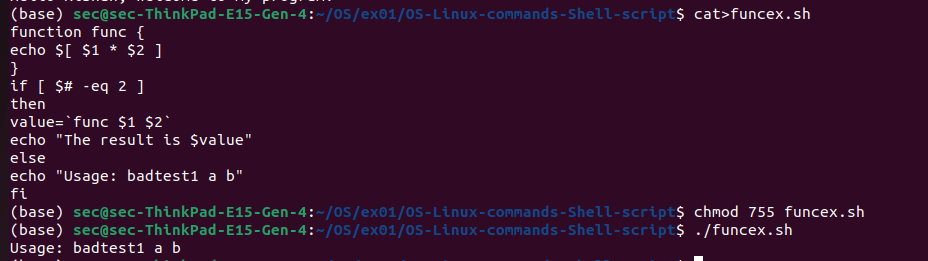 (base) sec@sec-ThinkPad-E15-Gen-4:~/OS/ex01/OS-Linux-commands-Shell-script$ cat>funcex.sh
function func {
echo $[ $1 * $2 ]
}
if [ $# -eq 2 ]
then
value=`func $1 $2`
echo "The result is $value"
else
echo "Usage: badtest1 a b"
fi
(base) sec@sec-ThinkPad-E15-Gen-4:~/OS/ex01/OS-Linux-commands-Shell-script$ chmod 755 funcex.sh
(base) sec@sec-ThinkPad-E15-Gen-4:~/OS/ex01/OS-Linux-commands-Shell-script$ ./funcex.sh
Usage: badtest1 a b